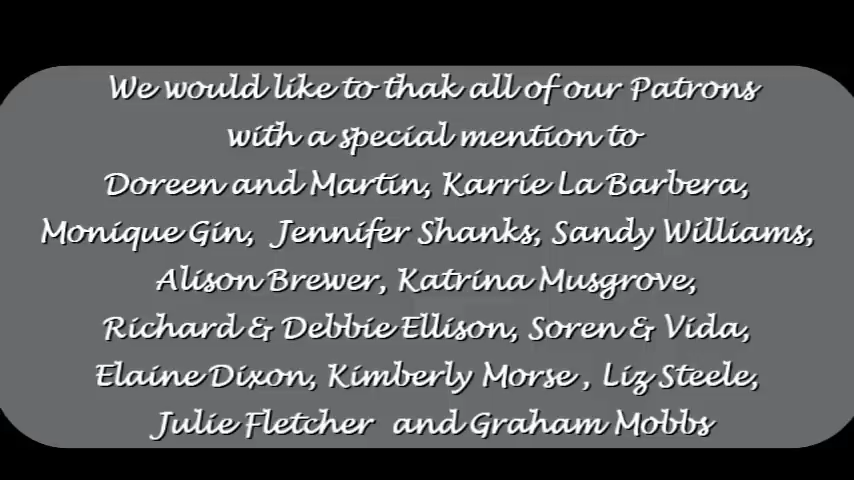 We would like to thak all of our Patrons
with a special mention to
Doreen and Martin, Karrie La Barbera,
Monique Gin,  Jennifer Shanks, Sandy Williams,
Alison Brewer, Katrina Musgrove,
Richard & Debbie Ellison, Soren & Vida,
Elaine Dixon, Kimberly Morse , Liz Steele,
Julie Fletcher  and Graham Mobbs